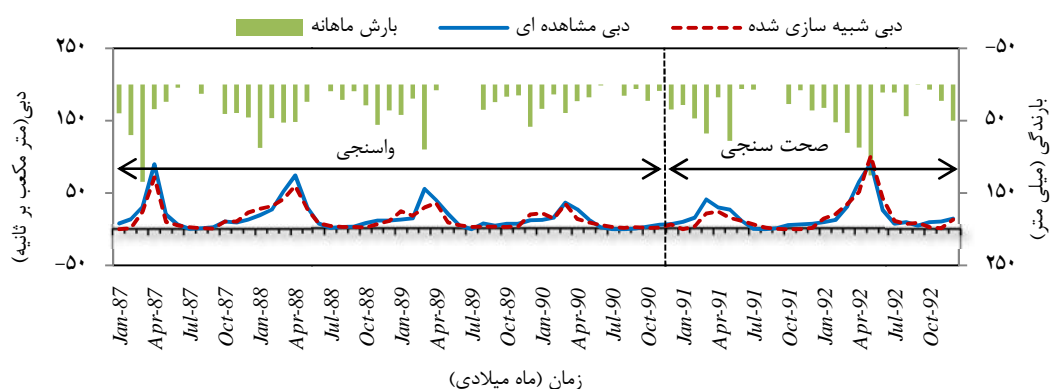 بارش ماهانه دبی مشاهده ای دبی شبیه سازی شده
۲۵۰
۱۵۰
۵۰
-۵۰
دبی(متر مکعب بر ثانیه)
-۵۰
۵۰
۱۵۰
۲۵۰
بارندگی (میلی متر)
واسنجی
صحت سنجی
Jan-87 Apr-87 Jul-87 Oct-87 Jan-88 Apr-88 Jul-88 Oct-88 Jan-89 Apr-89 Jul-89 Oct-89 Jan-90 Apr-90 Jul-90 Oct-90 Jan-91 Apr-91 Jul-91 Oct-91 Jan-92 Apr-92 Jul-92 Oct-92
زمان (ماه میلادی)